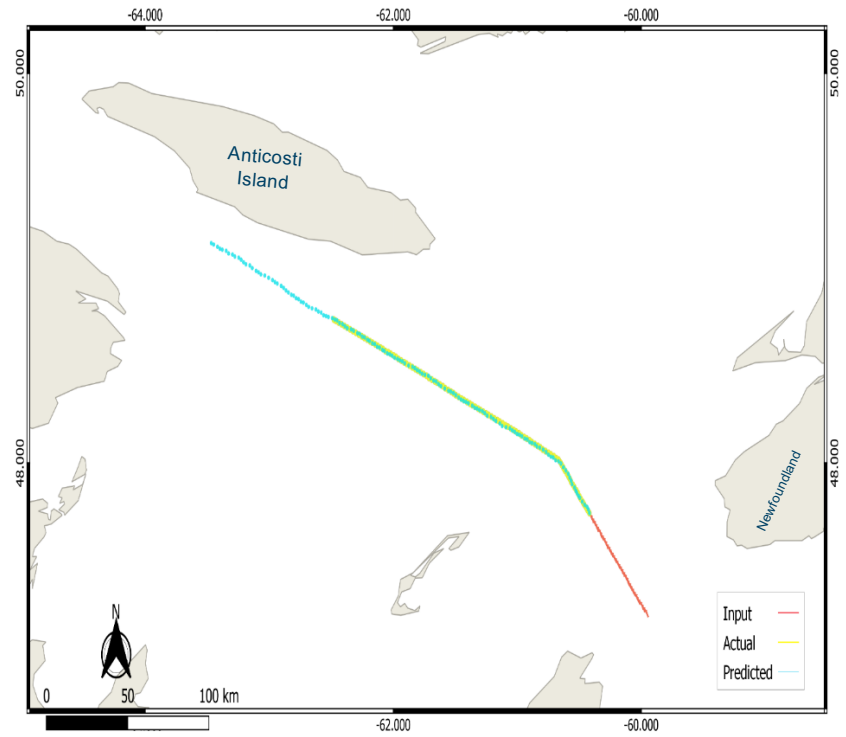 -64.000 -62.000 -60.000
50.000 50.000
Anticosti
Island
48.000 48.000
Newfoundland
Input
Actual
Predicted
N
0 50 100 km
-62.000 -60.000